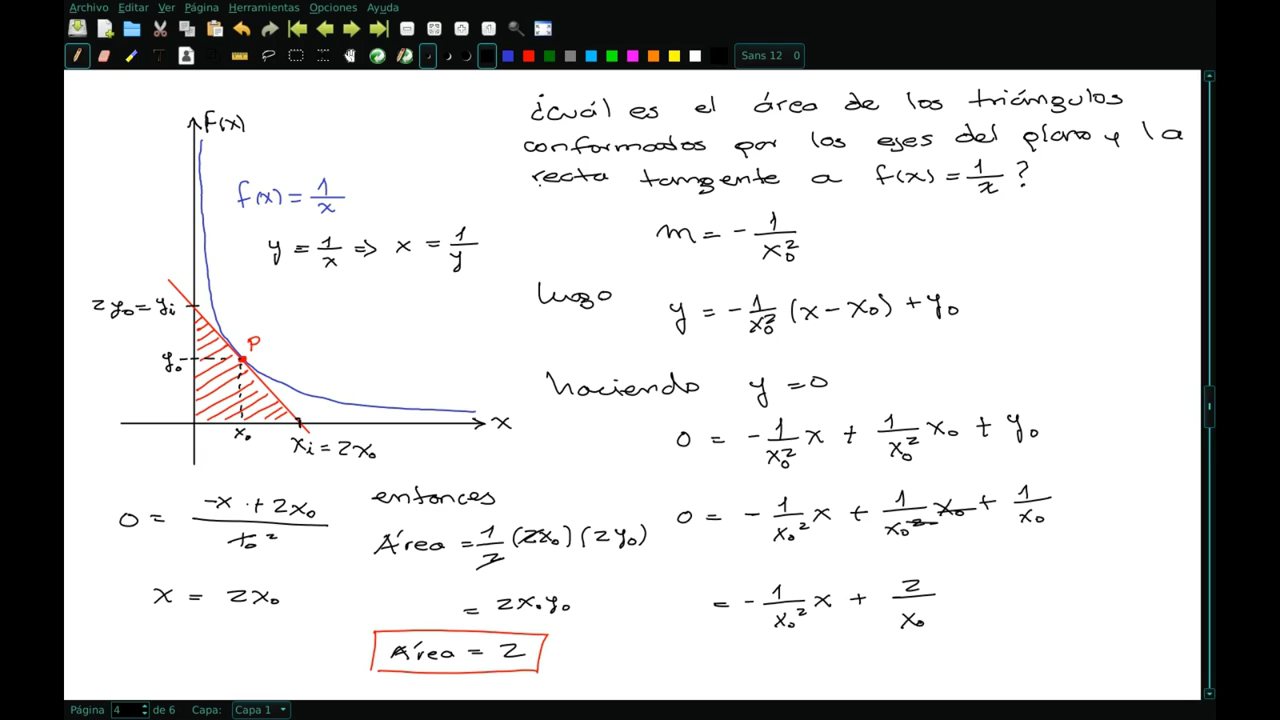 Archivo Editar Ver Página Herramientas Opciones Ayuda
Sans 12 0
¿cuál es el área de los triángulos
conformados por los ejes del plano y la
recta tangente a f(x) = 1/x ?
F(x)
f(x) = 1/x
y = 1/x => x = 1/y
2y₀ = yᵢ
P
y₀
x₀
xᵢ = 2x₀
x
m = - 1/x₀²
luego y = - 1/x₀² (x - x₀) + y₀
haciendo y = 0
0 = - 1/x₀² x + 1/x₀² x₀ + y₀
0 = - 1/x₀² x + 1/x₀² x₀ + 1/x₀
= - 1/x₀² x + 2/x₀
0 = (-x + 2x₀)/x₀²
x = 2x₀
entonces
Área = 1/2 (2x₀)(2y₀)
= 2x₀y₀
Área = 2
Página 4 de 6 Capa: Capa 1